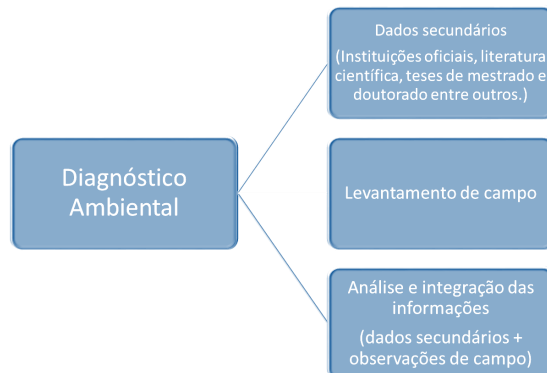 Dados secundários
(Instituições oficiais, literatura
científica, teses de mestrado e
doutorado entre outros.)
Diagnóstico
Ambiental
Levantamento de campo
Análise e integração das
informações
(dados secundários +
observações de campo)